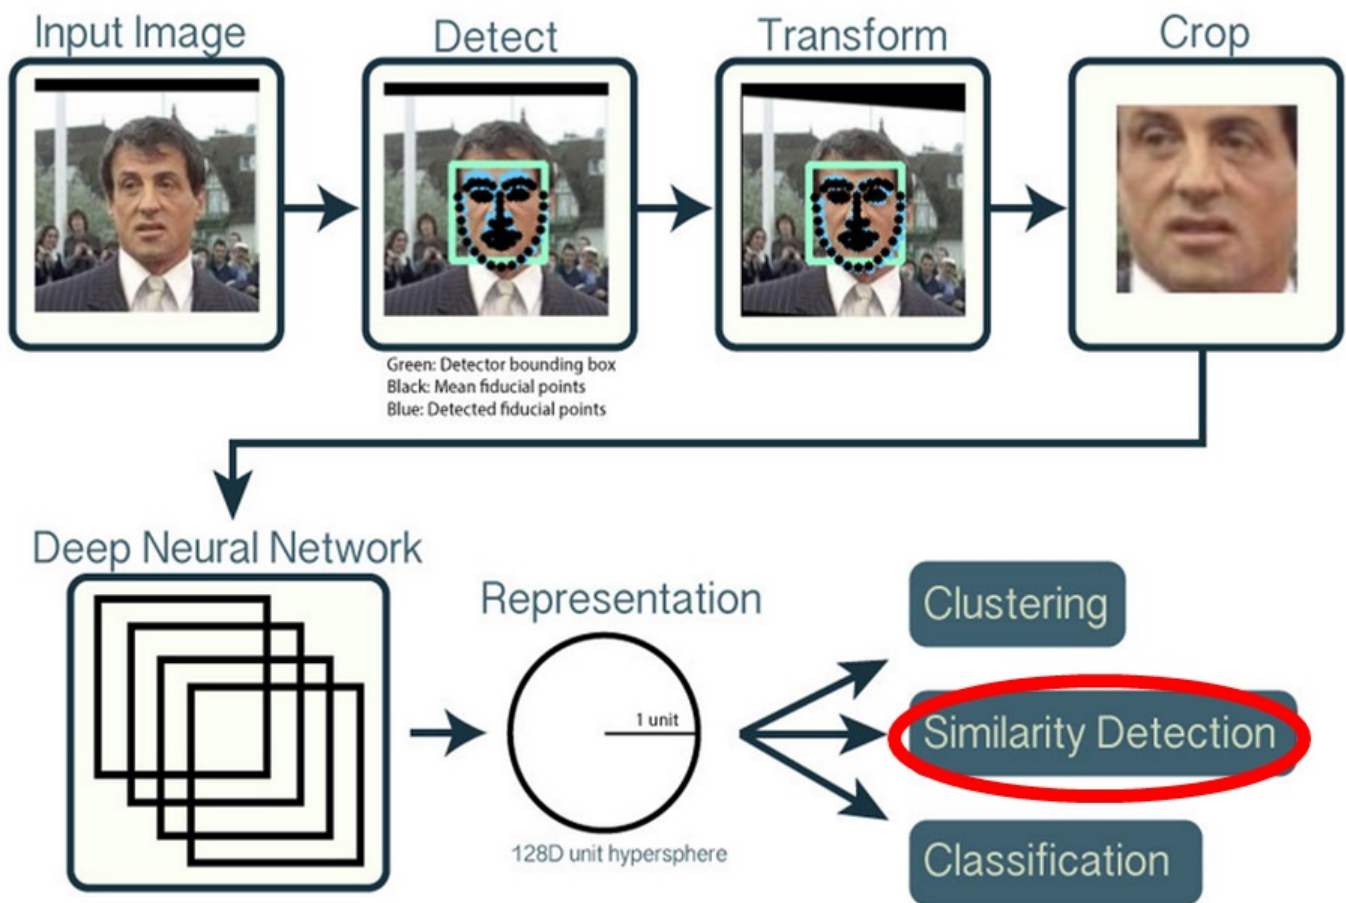 Input Image
Detect
Transform
Crop
Green: Detector bounding box
Black: Mean fiducial points
Blue: Detected fiducial points
Deep Neural Network
Representation
1 unit
128D unit hypersphere
Clustering
Similarity Detection
Classification